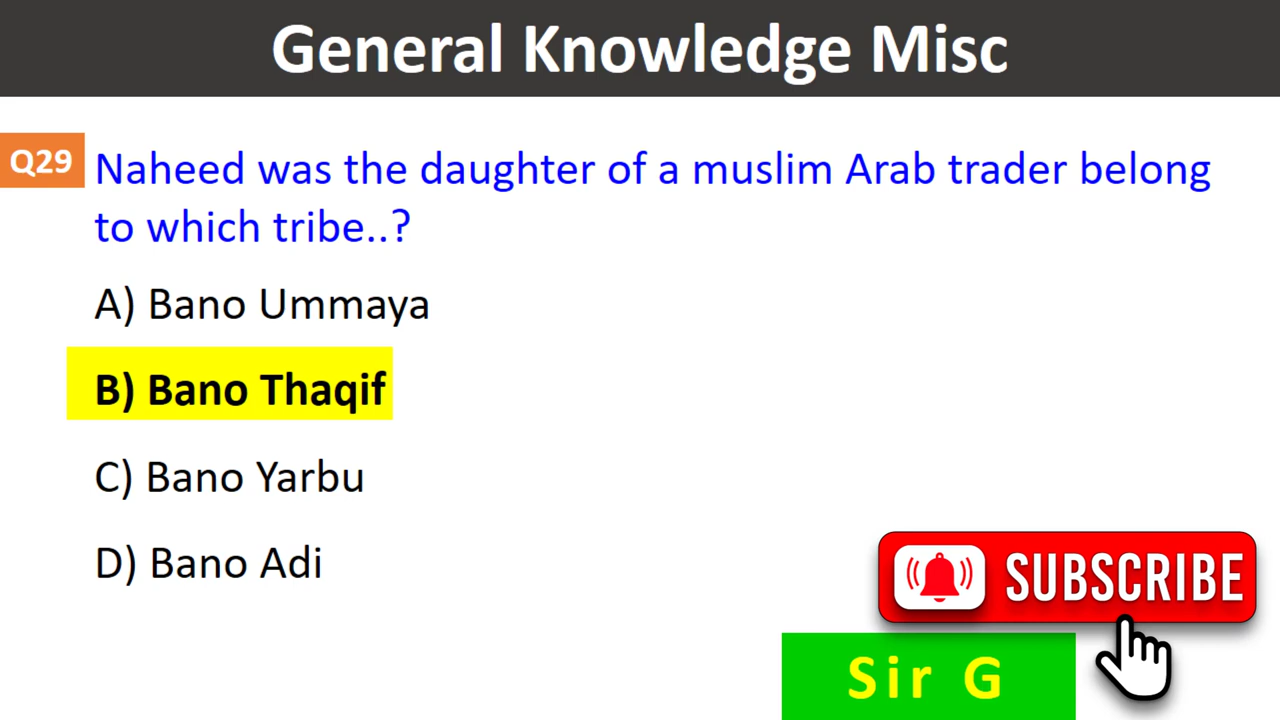 General Knowledge Misc
Q29
Naheed was the daughter of a muslim Arab trader belong
to which tribe..?
A) Bano Ummaya
B) Bano Thaqif
C) Bano Yarbu
D) Bano Adi
SUBSCRIBE
Sir G